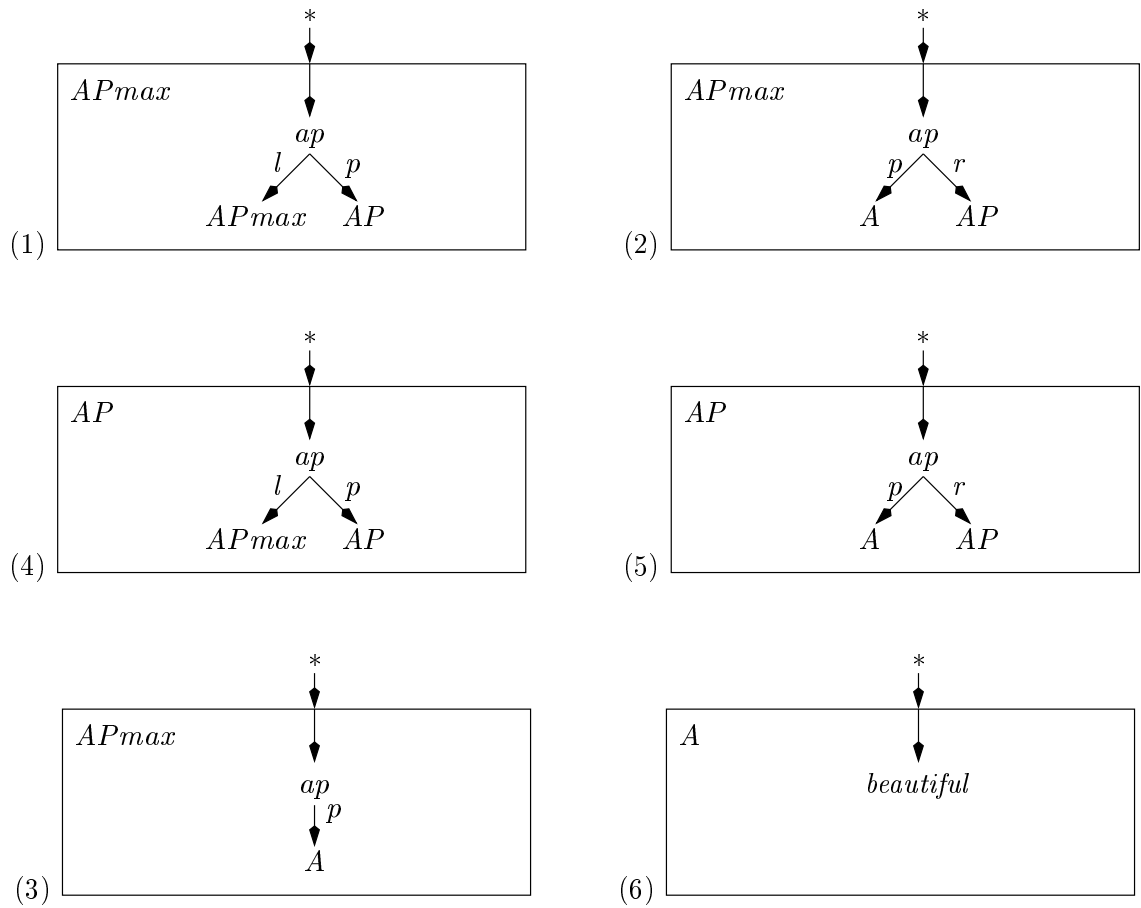 * *
APmax APmax
ap ap
l p p r
APmax AP A AP
(1) (2)
* *
AP AP
ap ap
l p p r
APmax AP A AP
(4) (5)
* *
APmax A
ap beautiful
p
A
(3) (6)